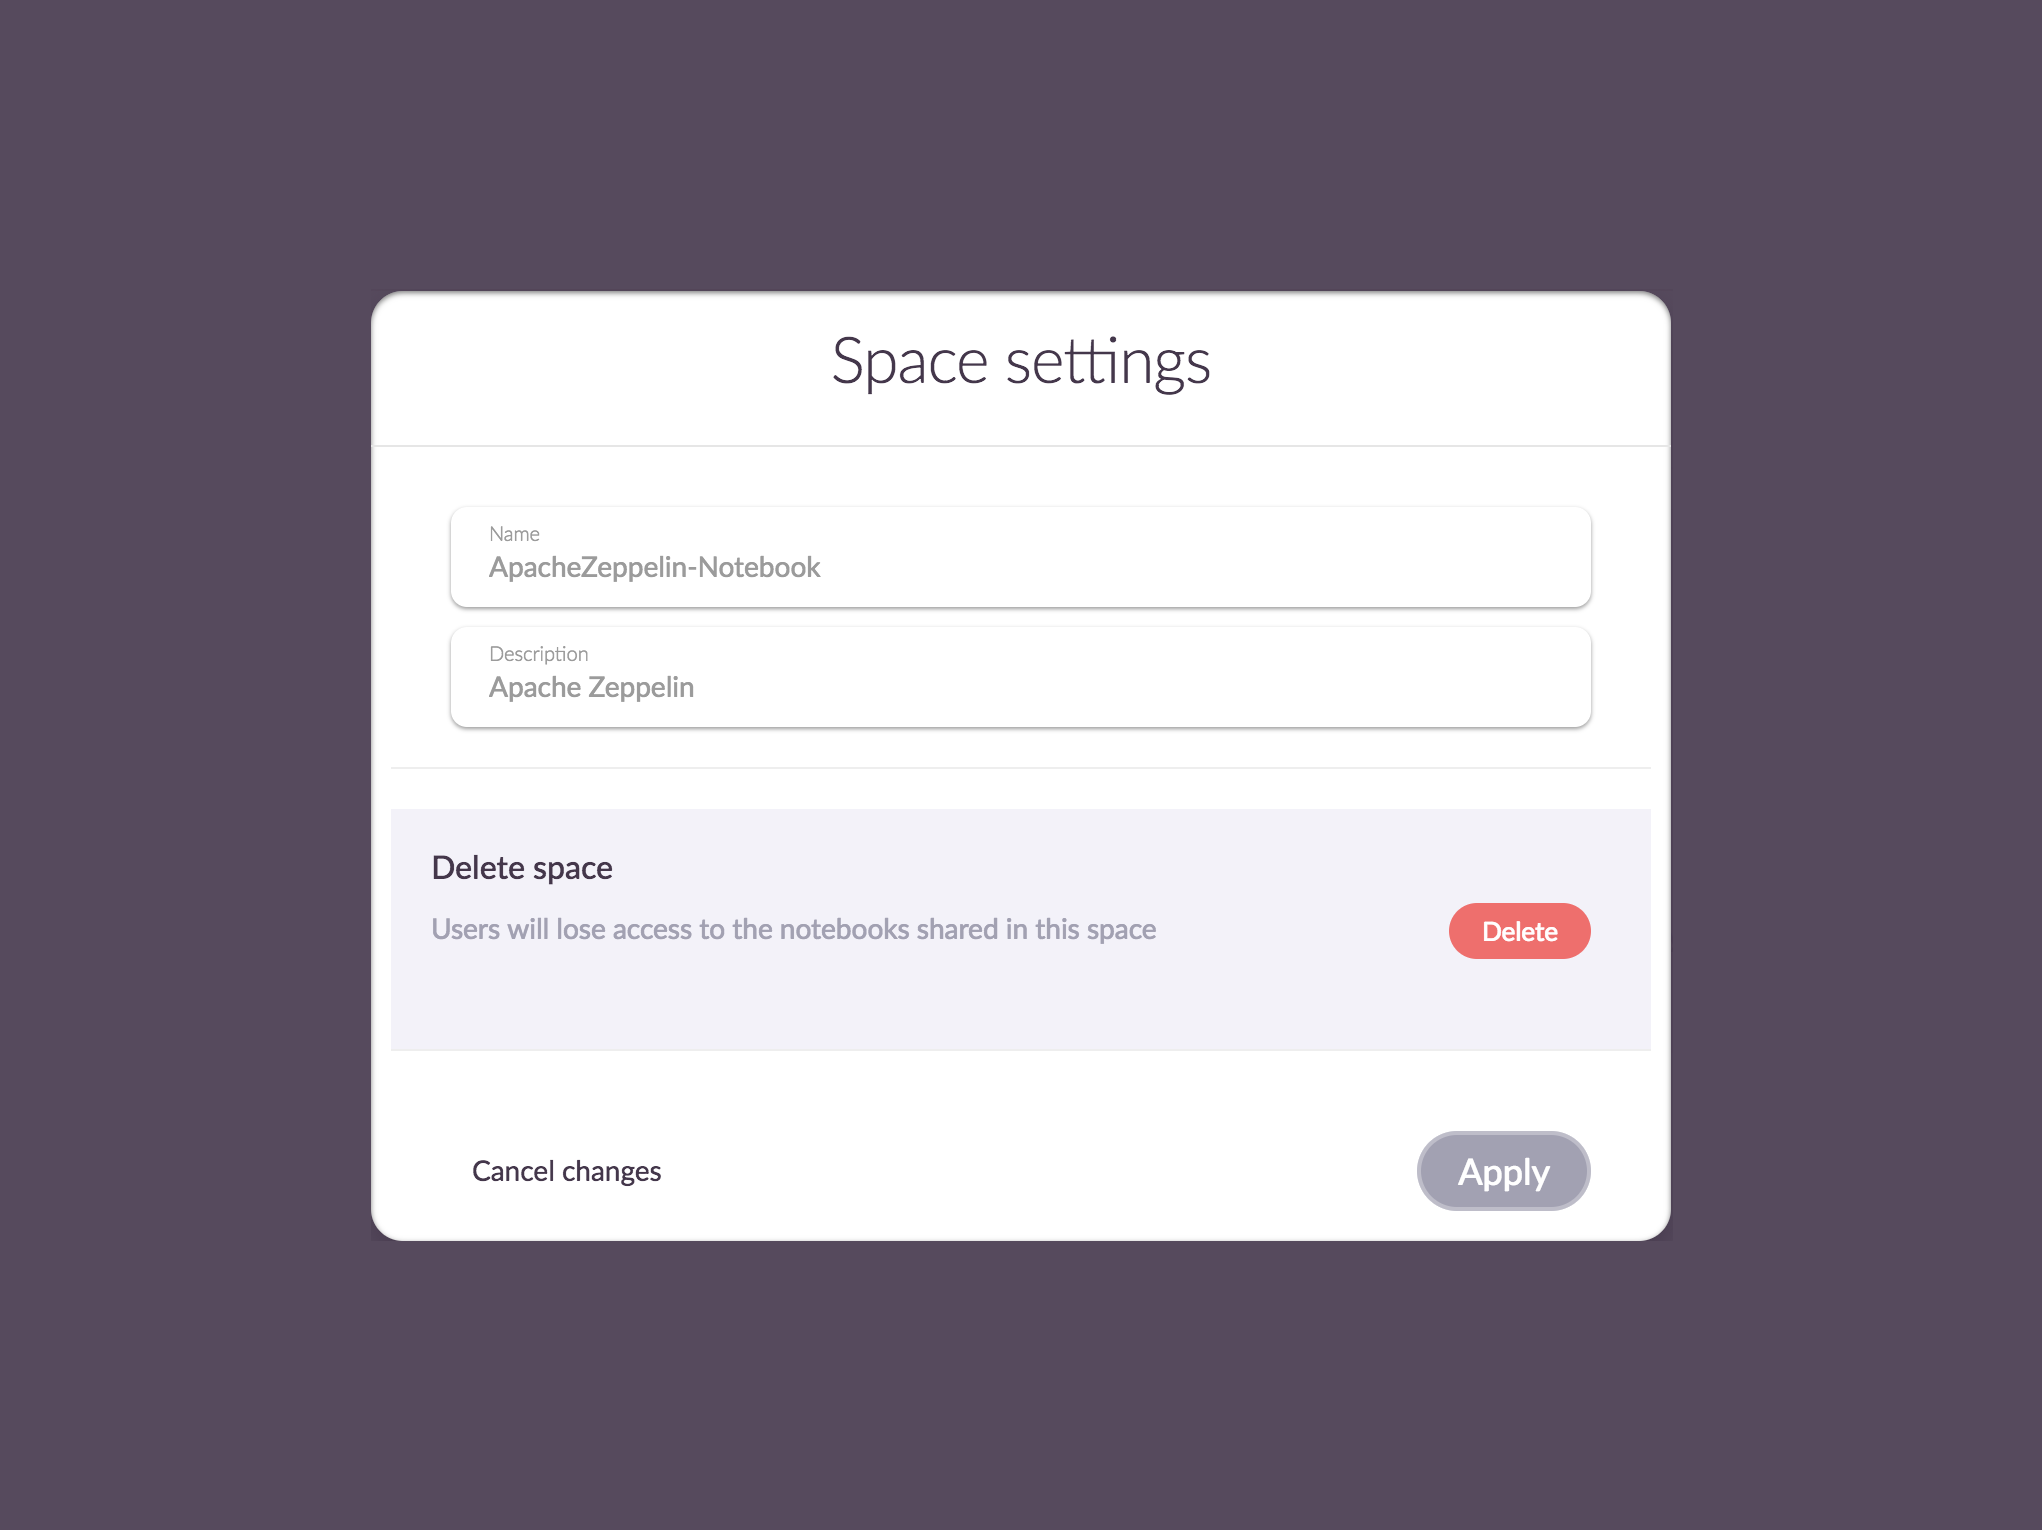 Space settings
Name
ApacheZeppelin-Notebook
Description
Apache Zeppelin
Delete space
Users will lose access to the notebooks shared in this space
Delete
Cancel changes
Apply